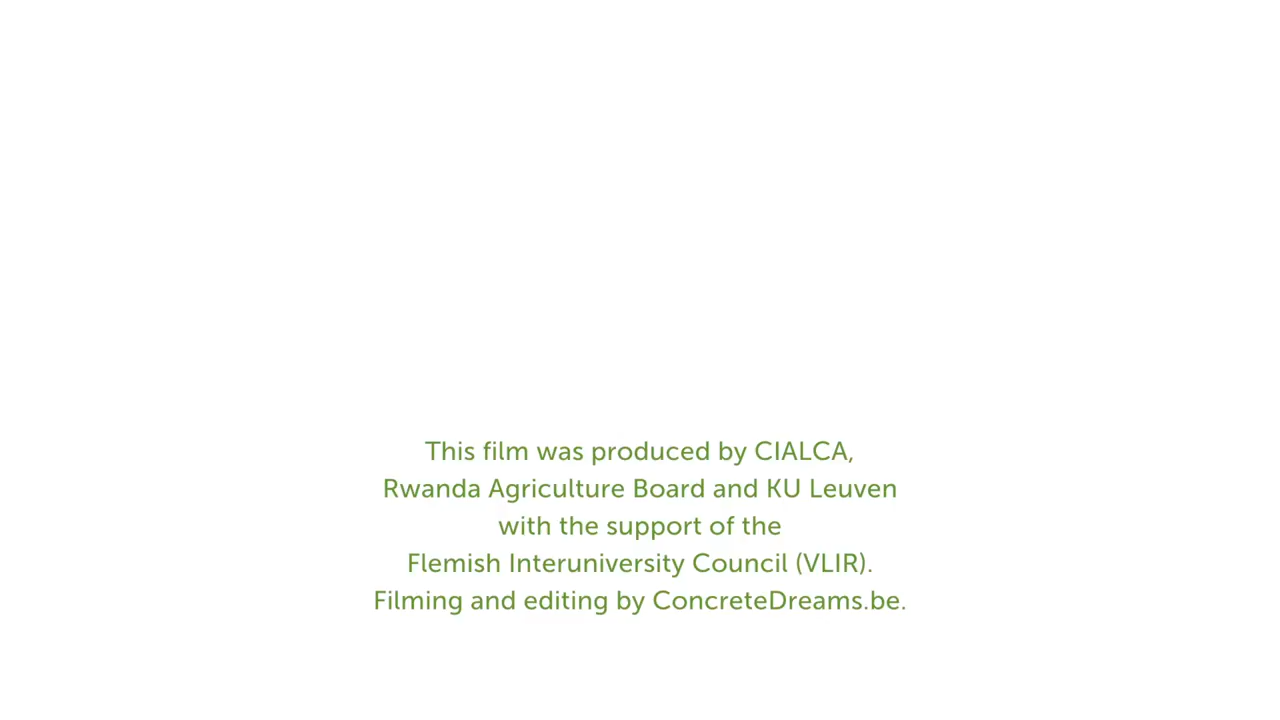 This film was produced by CIALCA,
Rwanda Agriculture Board and KU Leuven
with the support of the
Flemish Interuniversity Council (VLIR).
Filming and editing by ConcreteDreams.be.